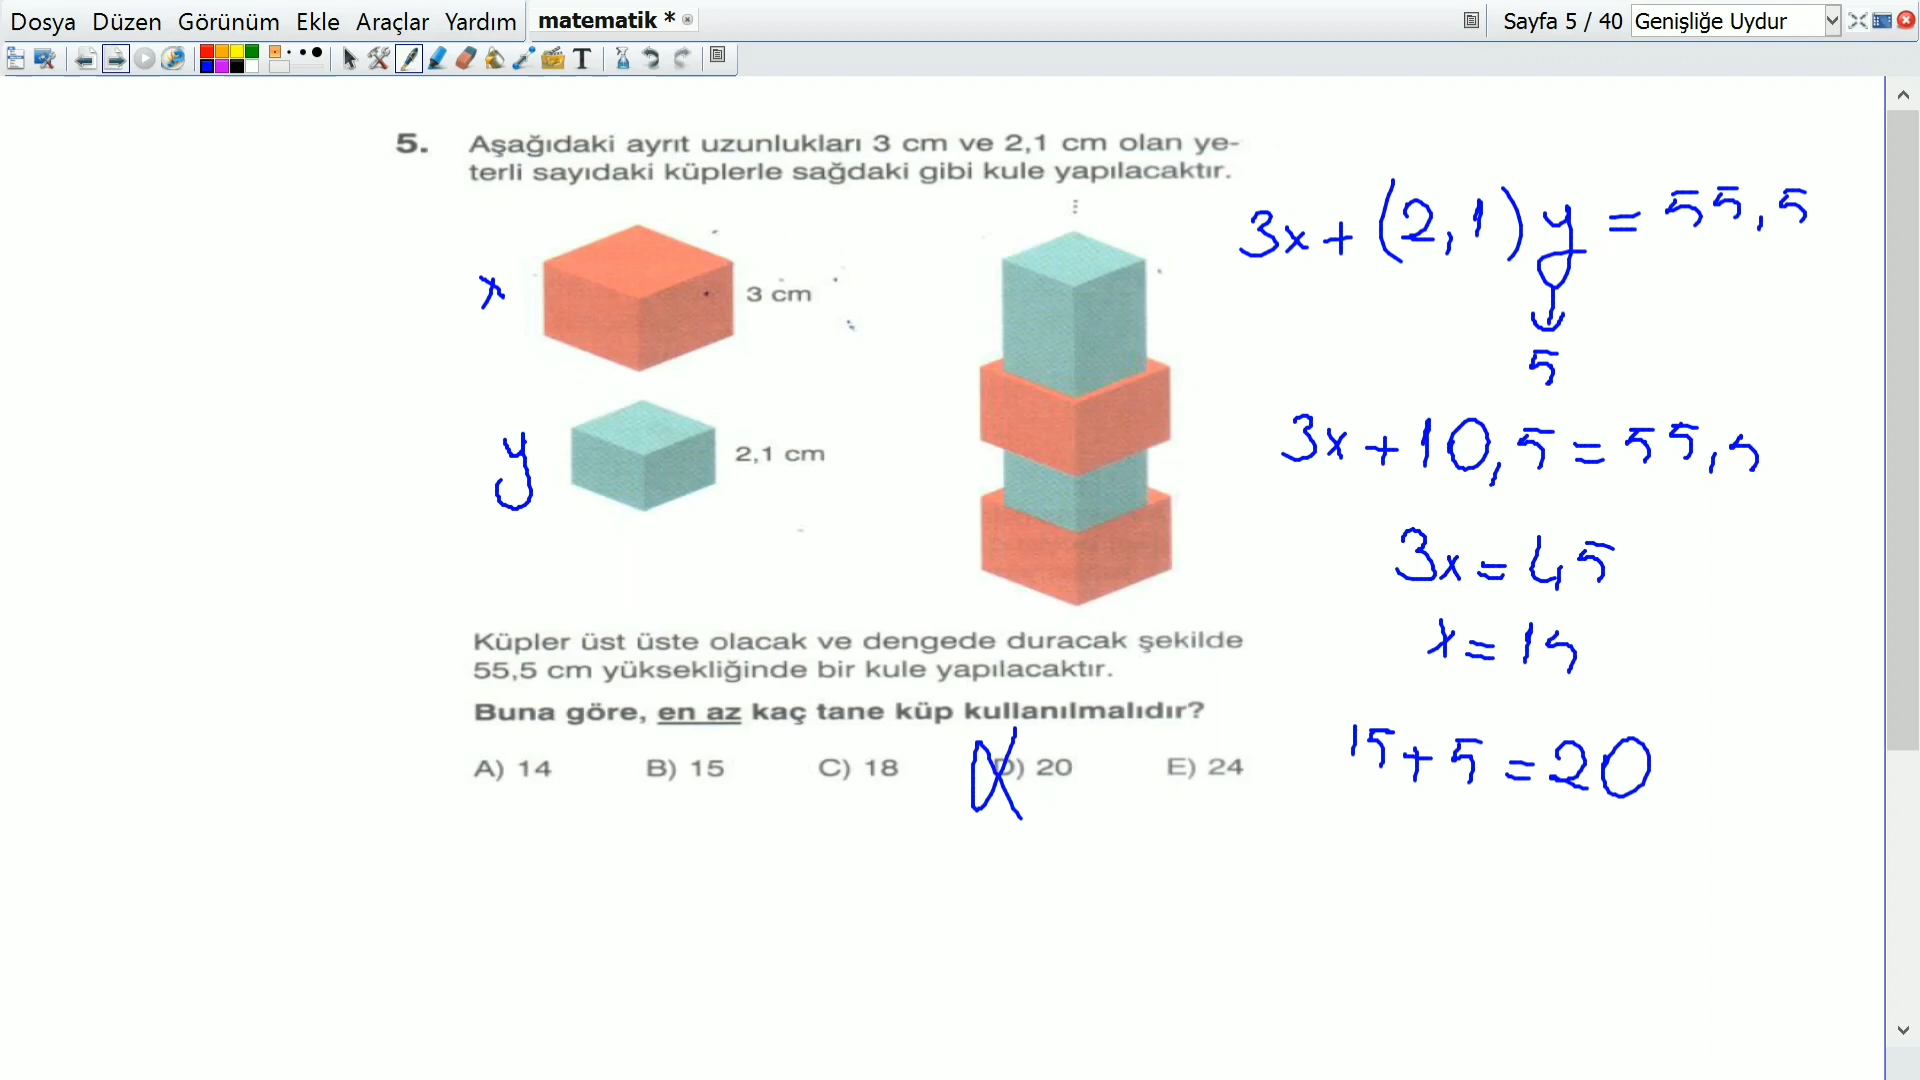 Dosya Düzen Görünüm Ekle Araçlar Yardım matematik * Sayfa 5 / 40 Genişliğe Uydur
5. Aşağıdaki ayrıt uzunlukları 3 cm ve 2,1 cm olan ye-
terli sayıdaki küplerle sağdaki gibi kule yapılacaktır.
x 3 cm
y 2,1 cm
Küpler üst üste olacak ve dengede duracak şekilde
55,5 cm yüksekliğinde bir kule yapılacaktır.
Buna göre, en az kaç tane küp kullanılmalıdır?
A) 14 B) 15 C) 18 D) 20 E) 24
3x + (2,1) y = 55,5
5
3x + 10,5 = 55,5
3x = 45
x = 15
15 + 5 = 20